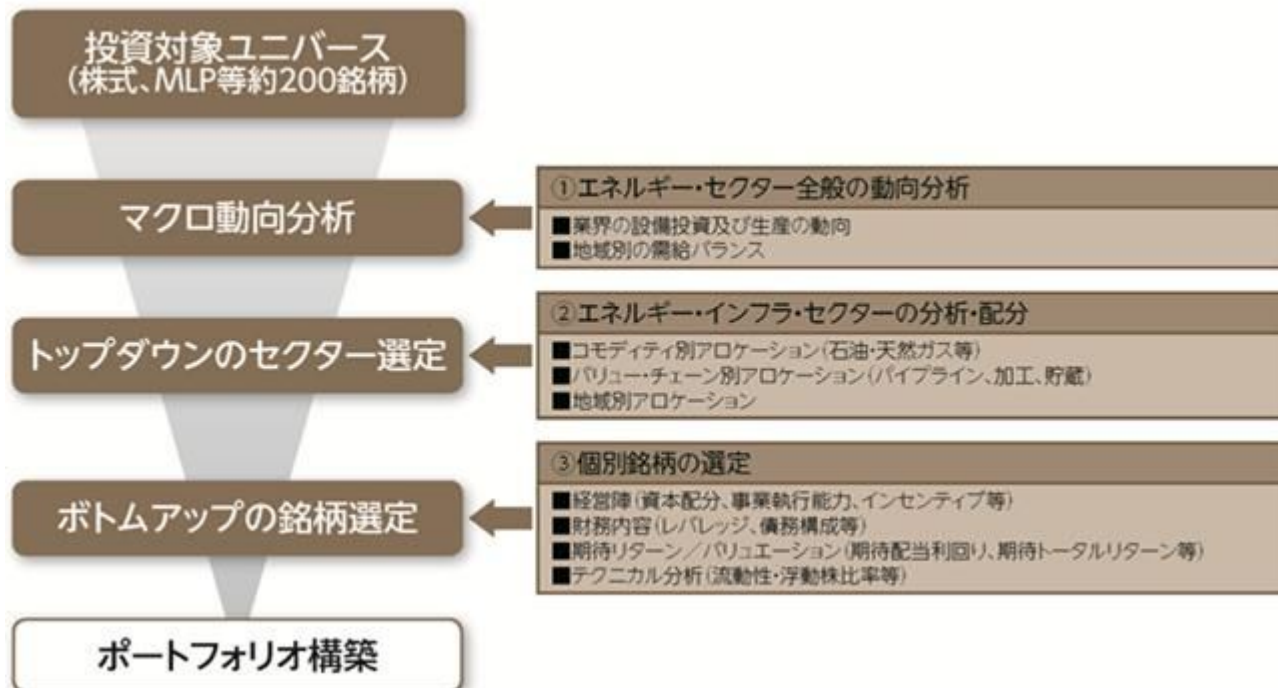 投資対象ユニバース
(株式、MLP等約200銘柄)
マクロ動向分析
①エネルギー・セクター全般の動向分析
■業界の設備投資及び生産の動向
■地域別の需給バランス
トップダウンのセクター選定
②エネルギー・インフラ・セクターの分析・配分
■コモディティ別アロケーション(石油・天然ガス等)
■バリュー・チェーン別アロケーション(パイプライン、加工、貯蔵)
■地域別アロケーション
ボトムアップの銘柄選定
③個別銘柄の選定
■経営陣(資本配分、事業執行能力、インセンティブ等)
■財務内容(レバレッジ、債務構成等)
■期待リターン／バリュエーション(期待配当利回り、期待トータルリターン等)
■テクニカル分析(流動性・浮動株比率等)
ポートフォリオ構築